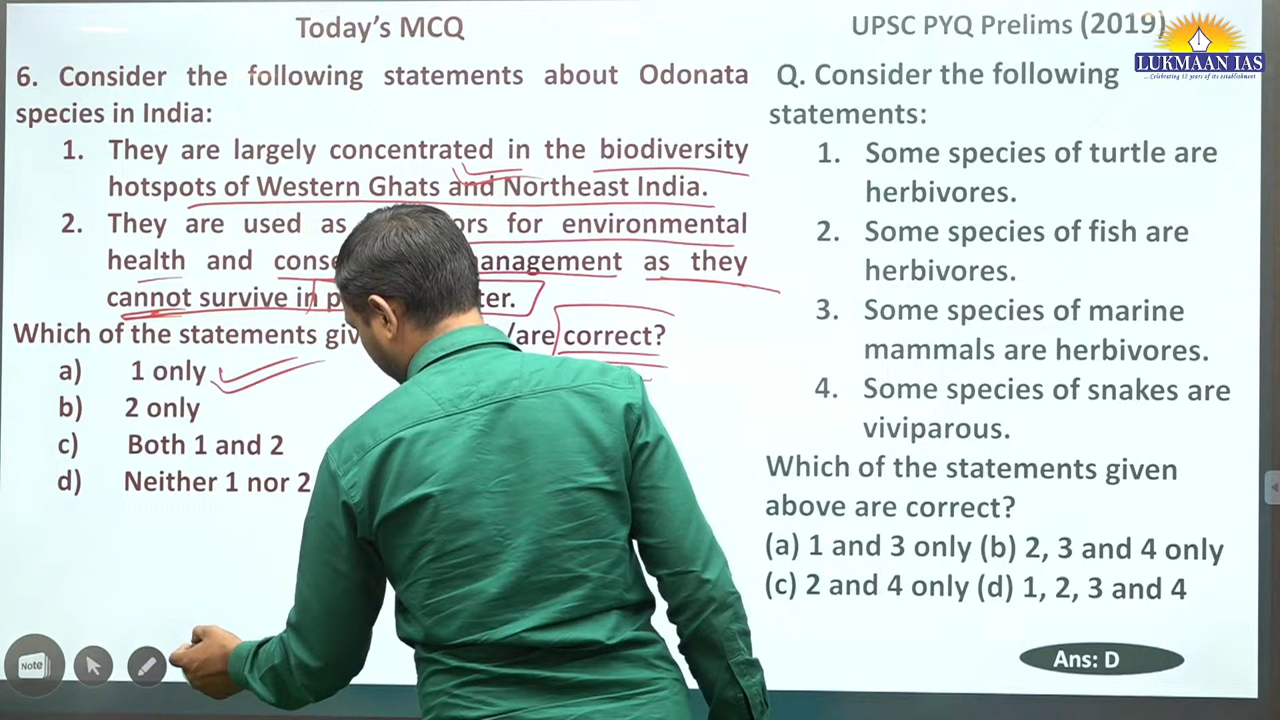 Today's MCQ
6. Consider the following statements about Odonata
species in India:
1. They are largely concentrated in the biodiversity
hotspots of Western Ghats and Northeast India.
2. They are used as ors for environmental
health and conse anagement as they
cannot survive in p ter.
Which of the statements giv /are correct?
a) 1 only
b) 2 only
c) Both 1 and 2
d) Neither 1 nor 2
Note
UPSC PYQ Prelims (2019)
LUKMAAN IAS
Q. Consider the following
statements:
1. Some species of turtle are
herbivores.
2. Some species of fish are
herbivores.
3. Some species of marine
mammals are herbivores.
4. Some species of snakes are
viviparous.
Which of the statements given
above are correct?
(a) 1 and 3 only (b) 2, 3 and 4 only
(c) 2 and 4 only (d) 1, 2, 3 and 4
Ans: D